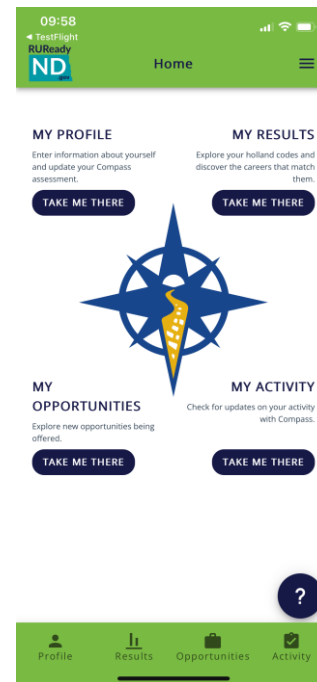 09:58
◀ TestFlight
RUReady
ND
.gov
Home
MY PROFILE
Enter information about yourself
and update your Compass
assessment.
TAKE ME THERE
MY RESULTS
Explore your holland codes and
discover the careers that match
them.
TAKE ME THERE
MY
OPPORTUNITIES
Explore new opportunities being
offered.
TAKE ME THERE
MY ACTIVITY
Check for updates on your activity
with Compass.
TAKE ME THERE
?
Profile
Results
Opportunities
Activity